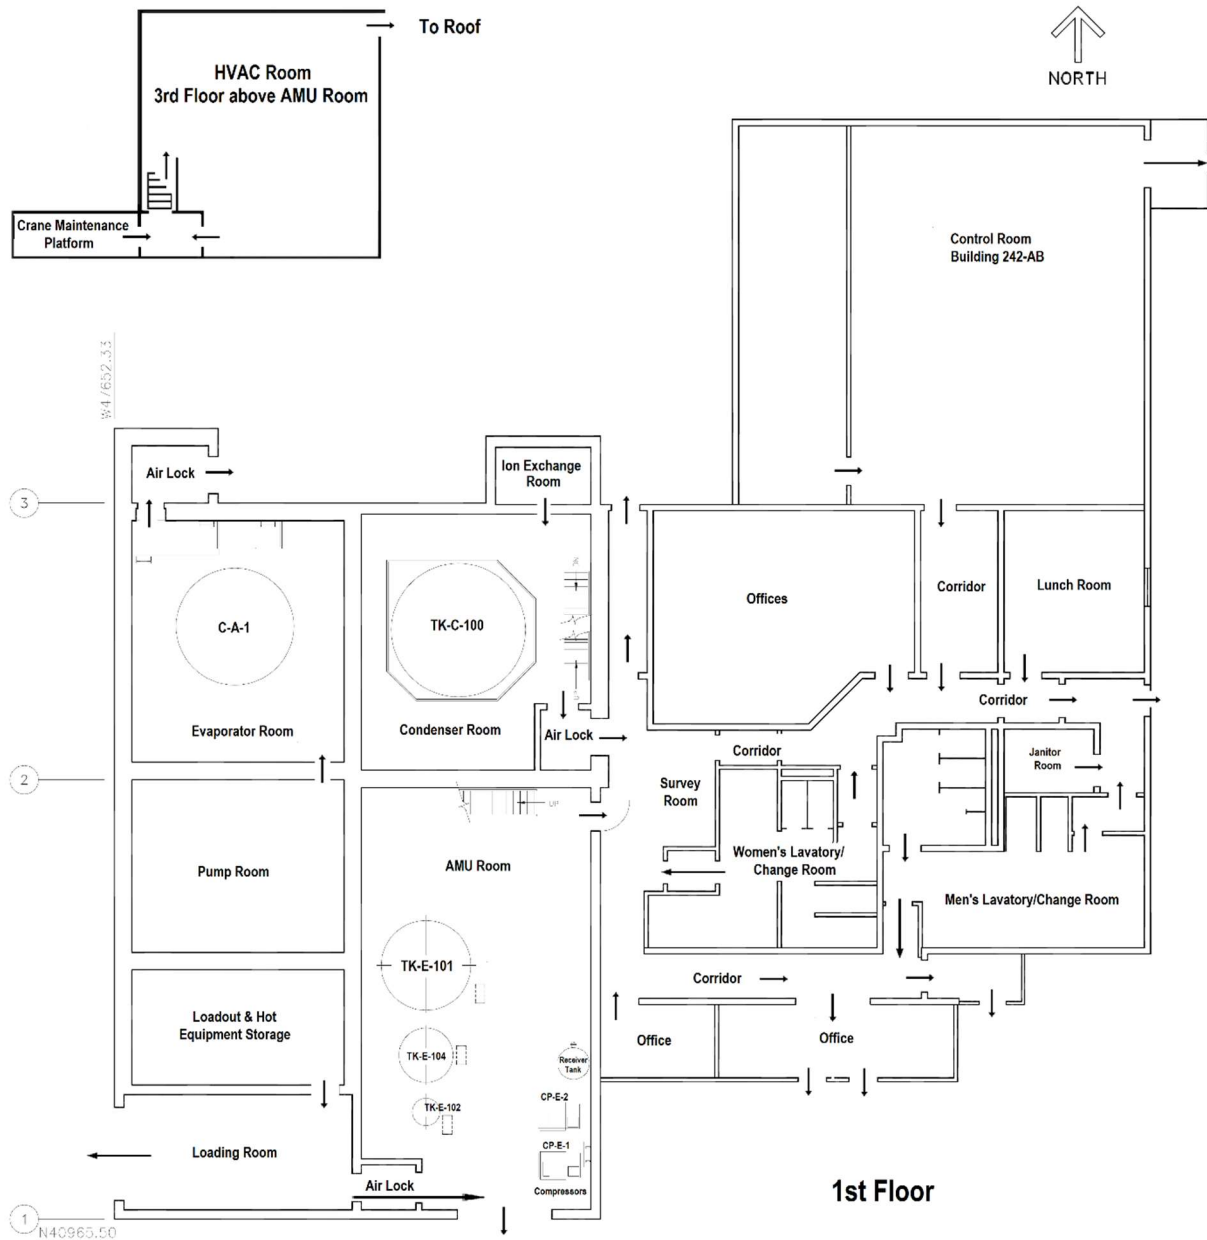 To Roof
HVAC Room
3rd Floor above AMU Room
NORTH
Crane Maintenance
Platform
Control Room
Building 242-AB
W47652.33
Air Lock
Ion Exchange
Room
3
DN
C-A-1
TK-C-100
Offices
Corridor
Lunch Room
UP
Evaporator Room
Condenser Room
Air Lock
Corridor
Corridor
Janitor
Room
2
Survey
Room
UP
Pump Room
AMU Room
Women's Lavatory/
Change Room
Men's Lavatory/Change Room
TK-E-101
Corridor
Loadout & Hot
Equipment Storage
TK-E-104
Receiver
Tank
Office
Office
TK-E-102
CP-E-2
Loading Room
CP-E-1
Air Lock
Compressors
1st Floor
1
N40965.50